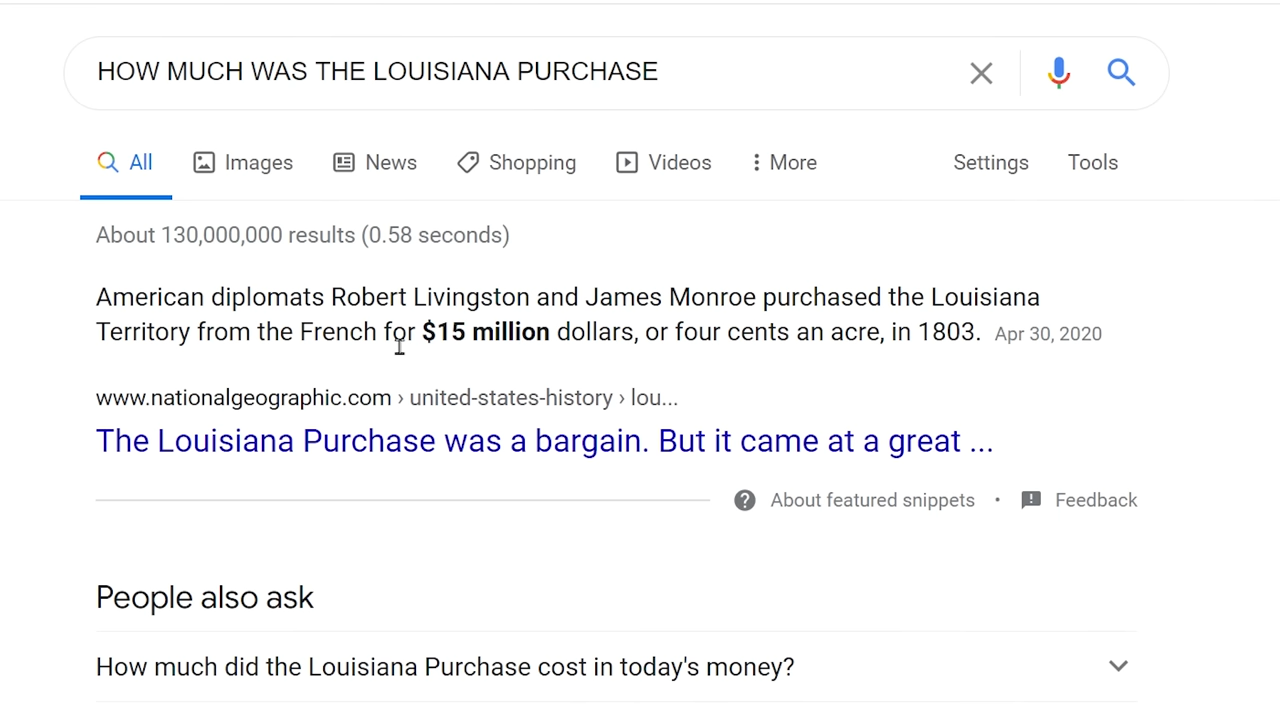 HOW MUCH WAS THE LOUISIANA PURCHASE
All Images News Shopping Videos More Settings Tools
About 130,000,000 results (0.58 seconds)
American diplomats Robert Livingston and James Monroe purchased the Louisiana
Territory from the French for $15 million dollars, or four cents an acre, in 1803. Apr 30, 2020
www.nationalgeographic.com › united-states-history › lou...
The Louisiana Purchase was a bargain. But it came at a great ...
About featured snippets • Feedback
People also ask
How much did the Louisiana Purchase cost in today's money?